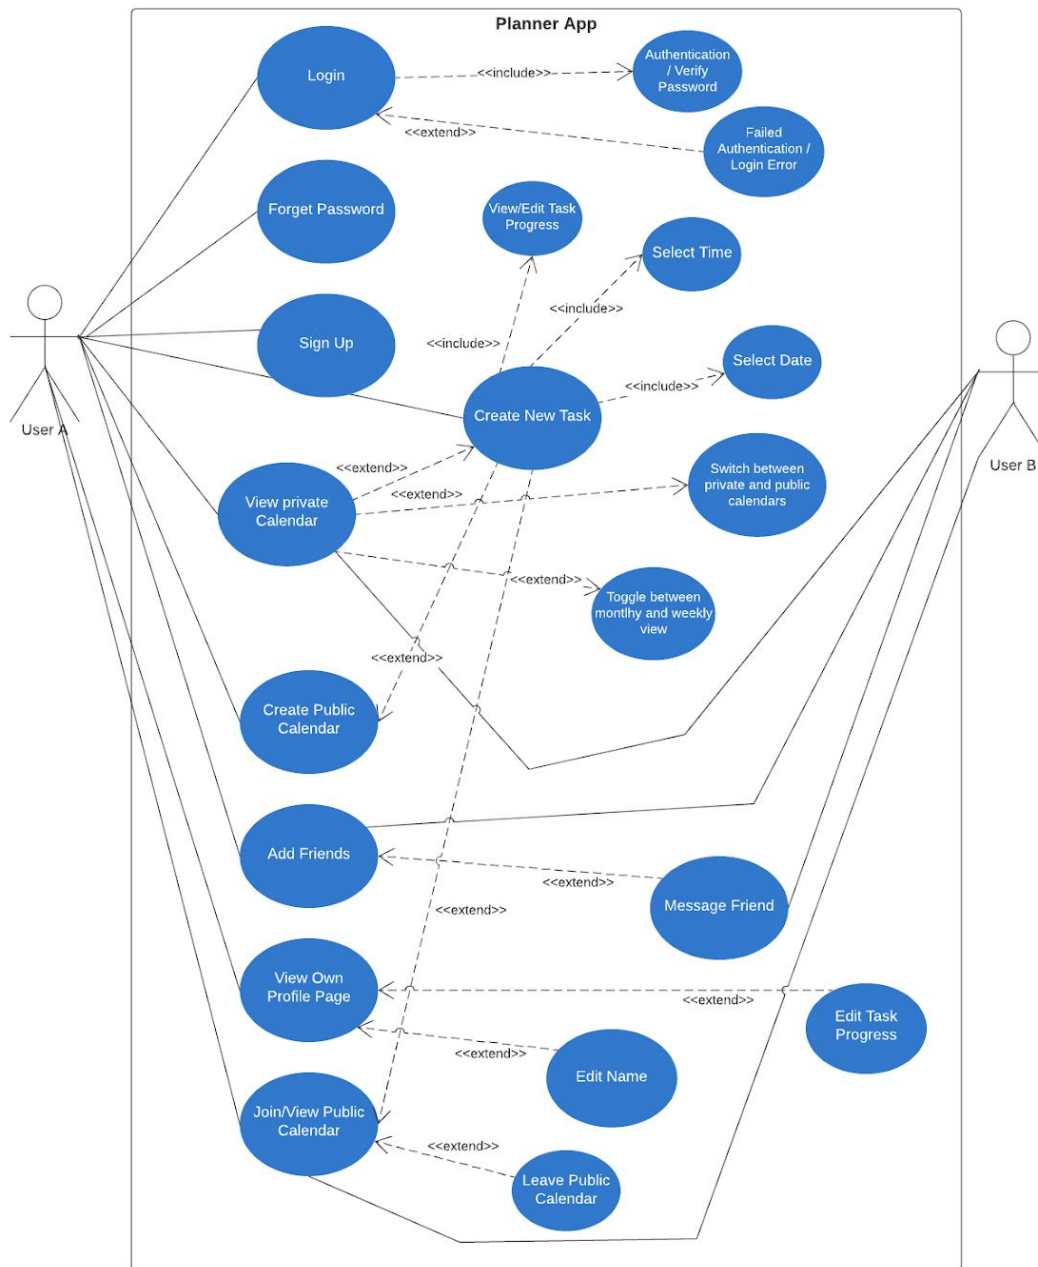 Planner App
Login
<<include>>
Authentication
/ Verify
Password
<<extend>>
Failed
Authentication /
Login Error
Forget Password
View/Edit Task
Progress
Select Time
<<include>>
Sign Up
<<include>>
Select Date
<<include>>
Create New Task
User A
User B
<<extend>>
<<extend>>
View private
Calendar
Switch between
private and public
calendars
<<extend>>
Toggle between
montlhy and weekly
view
<<extend>>
Create Public
Calendar
Add Friends
<<extend>>
Message Friend
<<extend>>
View Own
Profile Page
<<extend>>
Edit Task
Progress
<<extend>>
Edit Name
Join/View Public
Calendar
<<extend>>
Leave Public
Calendar